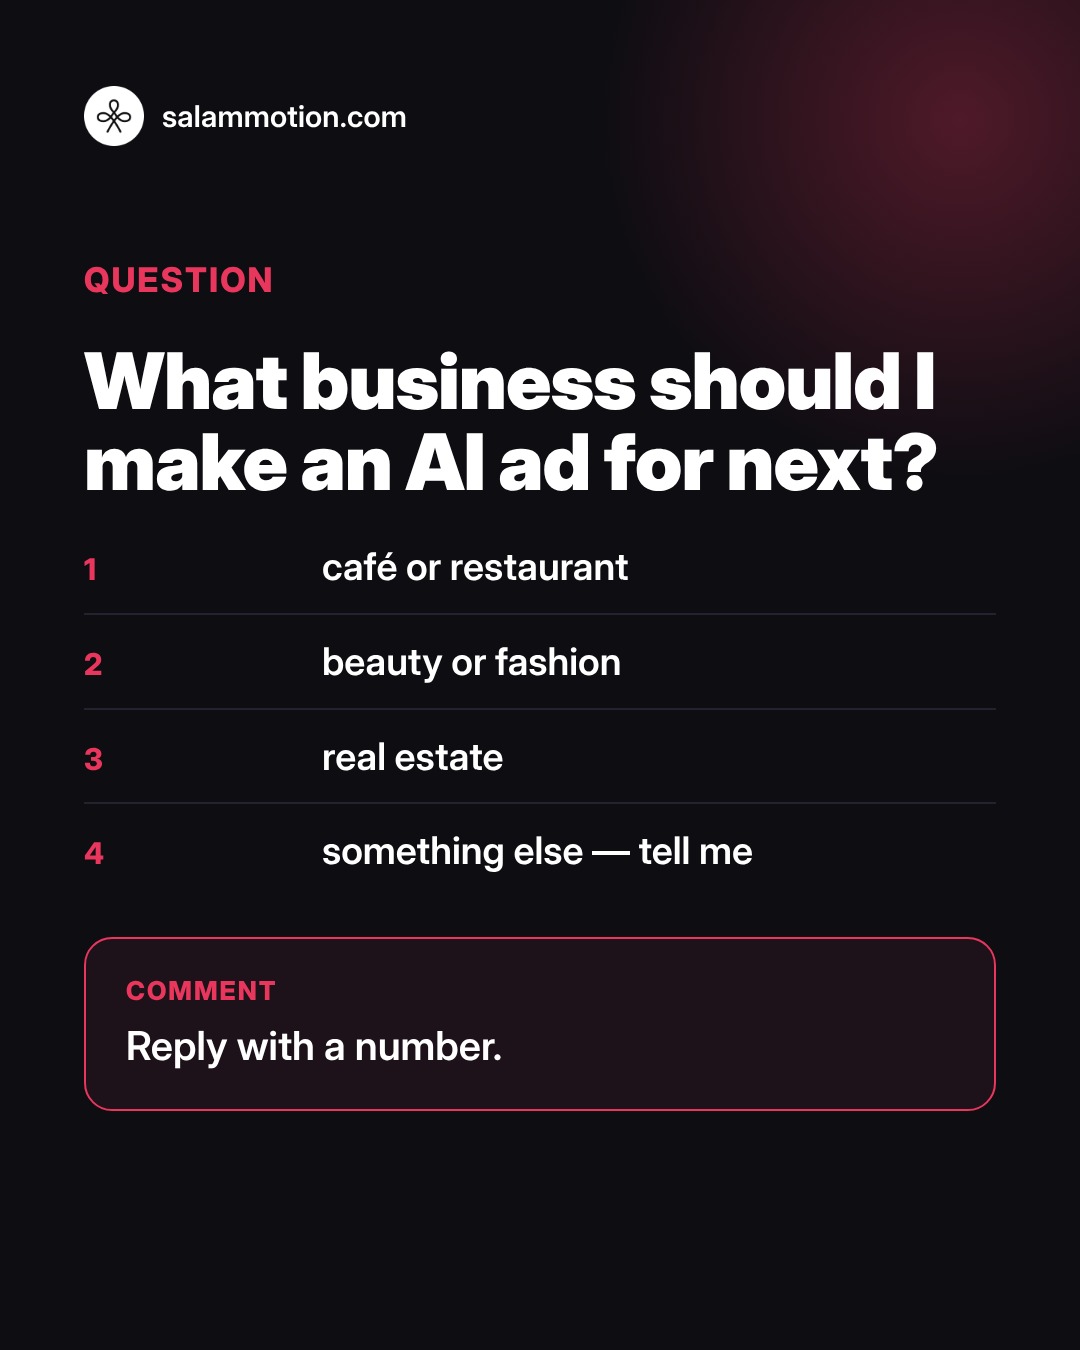 salammotion.com
QUESTION
What business should I
make an AI ad for next?
1 café or restaurant
2 beauty or fashion
3 real estate
4 something else — tell me
COMMENT
Reply with a number.